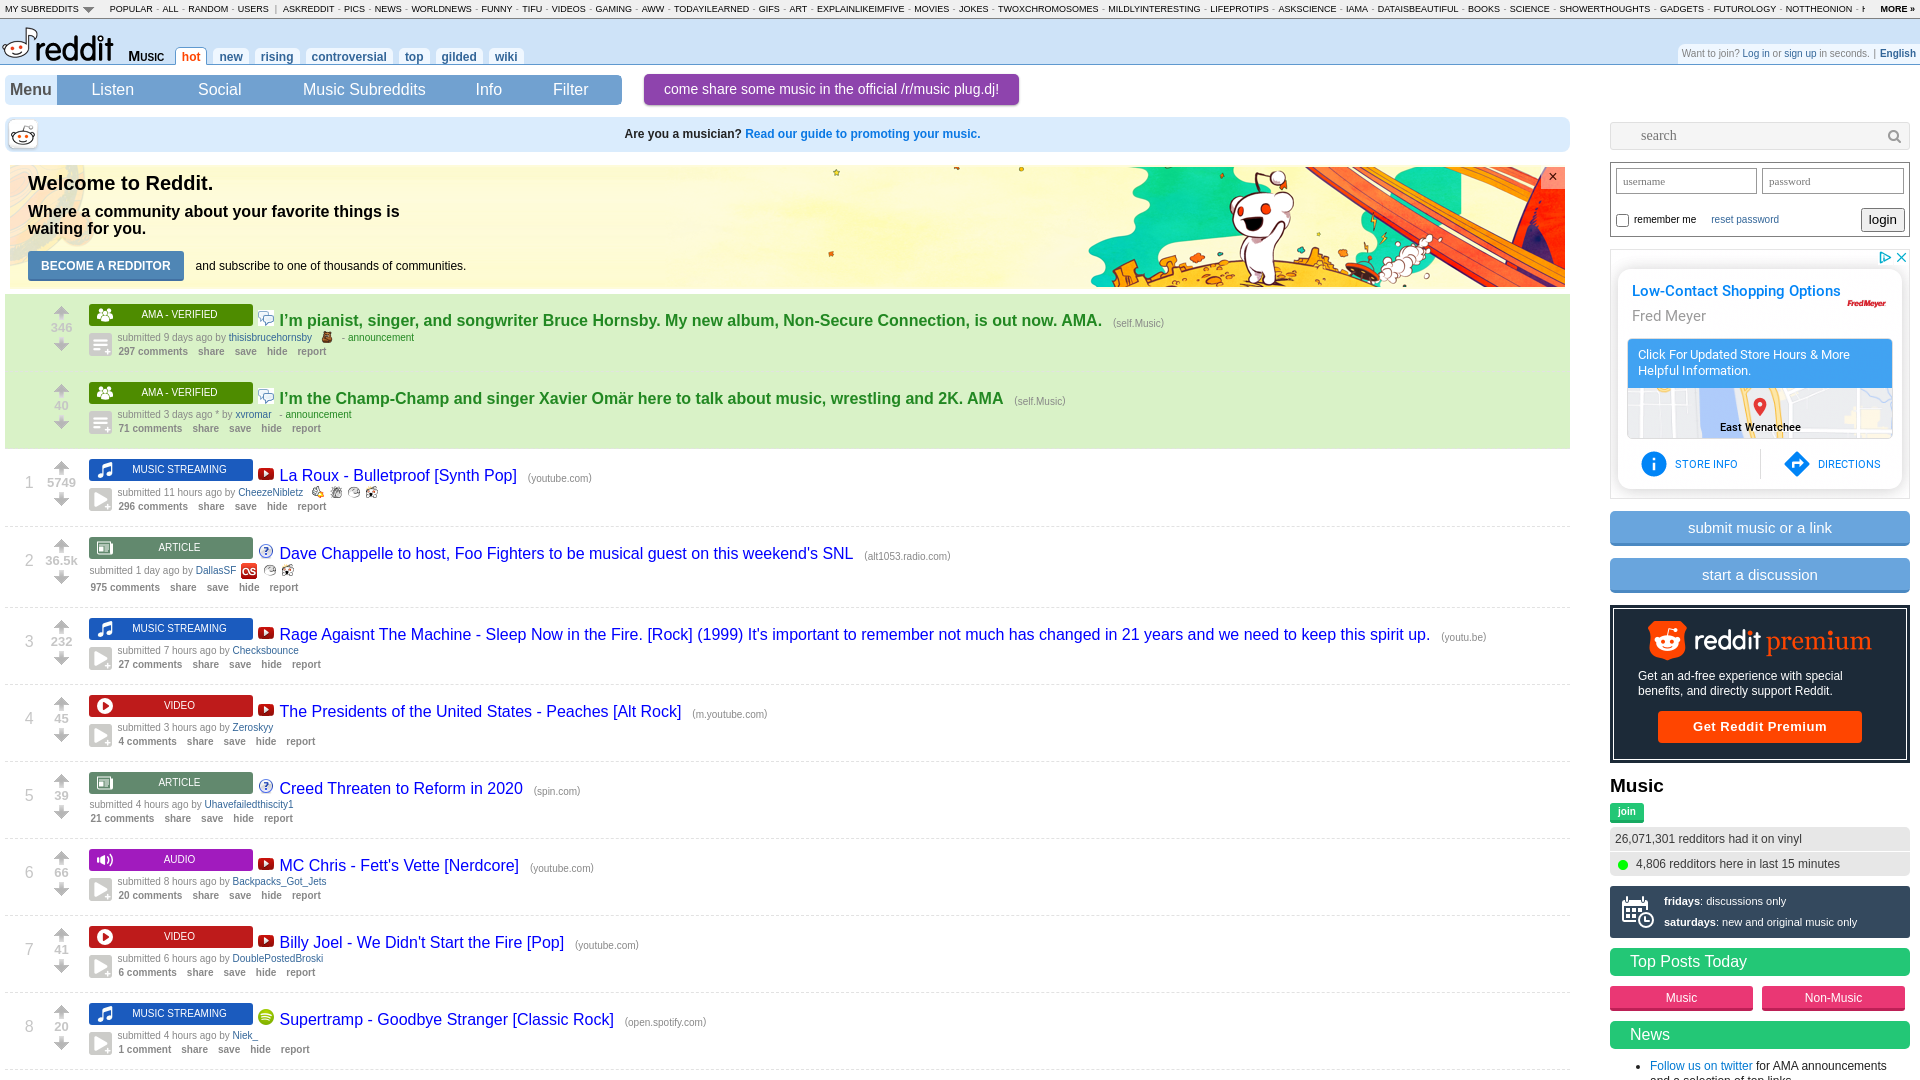 MY SUBREDDITS POPULAR - ALL - RANDOM - USERS | ASKREDDIT - PICS - NEWS - WORLDNEWS - FUNNY - TIFU - VIDEOS - GAMING - AWW - TODAYILEARNED - GIFS - ART - EXPLAINLIKEIMFIVE - MOVIES - JOKES - TWOXCHROMOSOMES - MILDLYINTERESTING - LIFEPROTIPS - ASKSCIENCE - IAMA - DATAISBEAUTIFUL - BOOKS - SCIENCE - SHOWERTHOUGHTS - GADGETS - FUTUROLOGY - NOTTHEONION - MORE »
reddit MUSIC hot new rising controversial top gilded wiki
Want to join? Log in or sign up in seconds. | English
Menu Listen Social Music Subreddits Info Filter
come share some music in the official /r/music plug.dj!
Are you a musician? Read our guide to promoting your music.
Welcome to Reddit.
Where a community about your favorite things is
waiting for you.
BECOME A REDDITOR and subscribe to one of thousands of communities.
×
346
AMA - VERIFIED I'm pianist, singer, and songwriter Bruce Hornsby. My new album, Non-Secure Connection, is out now. AMA. (self.Music)
submitted 9 days ago by thisisbrucehornsby - announcement
297 comments share save hide report
40
AMA - VERIFIED I'm the Champ-Champ and singer Xavier Omär here to talk about music, wrestling and 2K. AMA (self.Music)
submitted 3 days ago * by xvromar - announcement
71 comments share save hide report
1 5749
MUSIC STREAMING La Roux - Bulletproof [Synth Pop] (youtube.com)
submitted 11 hours ago by CheezeNibletz
296 comments share save hide report
2 36.5k
ARTICLE Dave Chappelle to host, Foo Fighters to be musical guest on this weekend's SNL (alt1053.radio.com)
submitted 1 day ago by DallasSF
975 comments share save hide report
3 232
MUSIC STREAMING Rage Agaisnt The Machine - Sleep Now in the Fire. [Rock] (1999) It's important to remember not much has changed in 21 years and we need to keep this spirit up. (youtu.be)
submitted 7 hours ago by Checksbounce
27 comments share save hide report
4 45
VIDEO The Presidents of the United States - Peaches [Alt Rock] (m.youtube.com)
submitted 3 hours ago by Zeroskyy
4 comments share save hide report
5 39
ARTICLE Creed Threaten to Reform in 2020 (spin.com)
submitted 4 hours ago by Uhavefailedthiscity1
21 comments share save hide report
6 66
AUDIO MC Chris - Fett's Vette [Nerdcore] (youtube.com)
submitted 8 hours ago by Backpacks_Got_Jets
20 comments share save hide report
7 41
VIDEO Billy Joel - We Didn't Start the Fire [Pop] (youtube.com)
submitted 6 hours ago by DoublePostedBroski
6 comments share save hide report
8 20
MUSIC STREAMING Supertramp - Goodbye Stranger [Classic Rock] (open.spotify.com)
submitted 4 hours ago by Niek_
1 comment share save hide report
search
username password
remember me reset password login
Low-Contact Shopping Options
Fred Meyer
Fred Meyer
Click For Updated Store Hours & More
Helpful Information.
East Wenatchee
STORE INFO DIRECTIONS
submit music or a link
start a discussion
reddit premium
Get an ad-free experience with special
benefits, and directly support Reddit.
Get Reddit Premium
Music
join
26,071,301 redditors had it on vinyl
4,806 redditors here in last 15 minutes
fridays: discussions only
saturdays: new and original music only
Top Posts Today
Music Non-Music
News
Follow us on twitter for AMA announcements
and a selection of top links